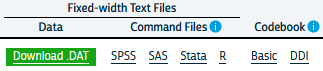 Fixed-width Text Files
Data Command Files i Codebook i
Download .DAT SPSS SAS Stata R Basic DDI